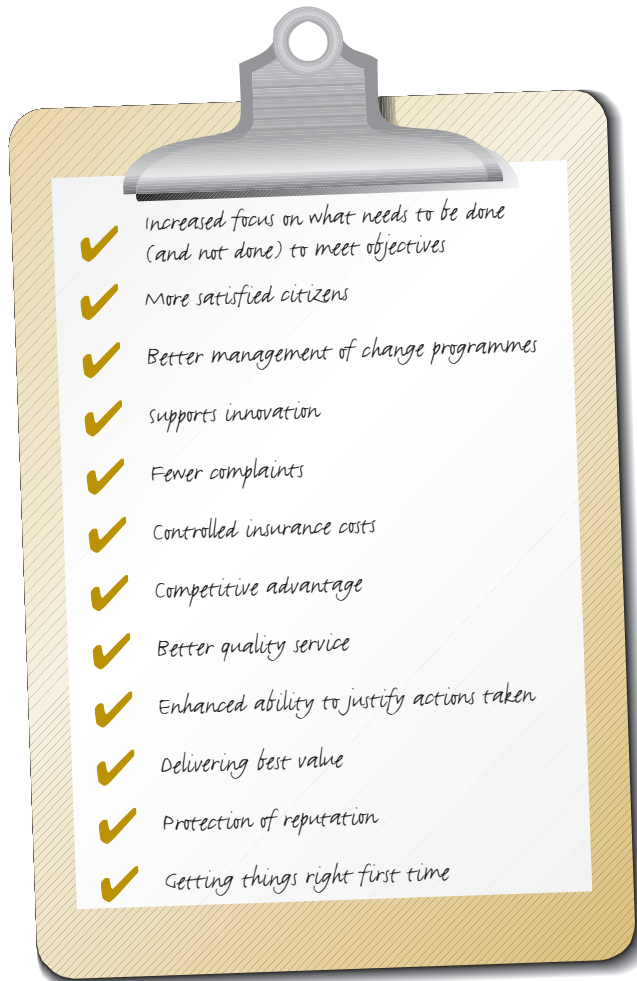 Increased focus on what needs to be done
(and not done) to meet objectives
More satisfied citizens
Better management of change programmes
Supports innovation
Fewer complaints
Controlled insurance costs
Competitive advantage
Better quality service
Enhanced ability to justify actions taken
Delivering best value
Protection of reputation
Getting things right first time